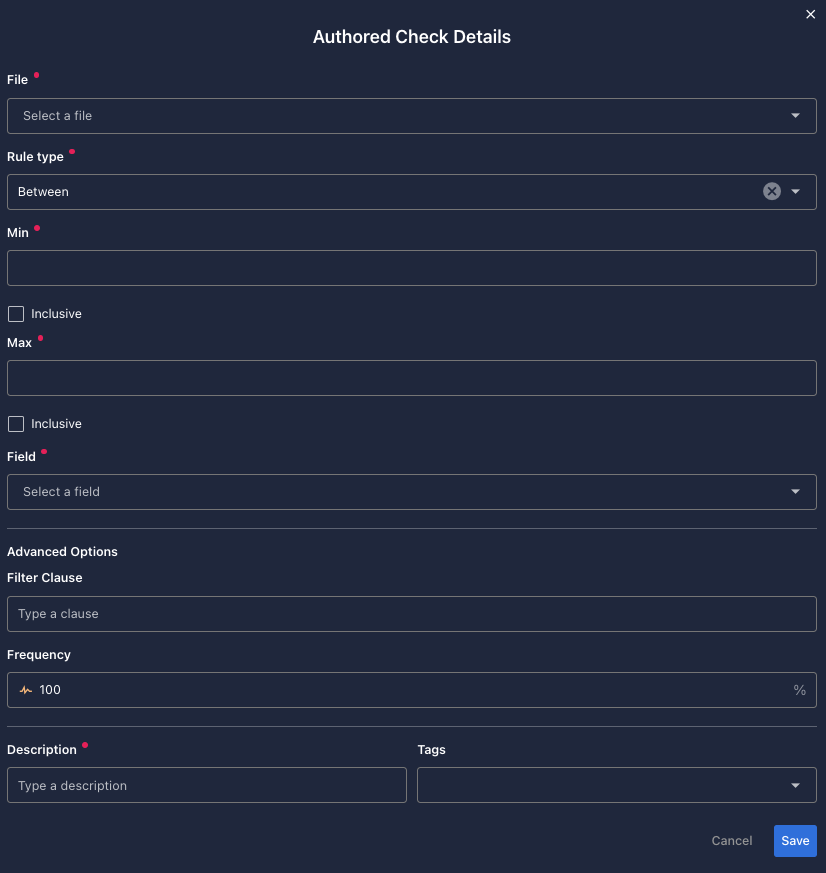 Authored Check Details
File
Select a file
Rule type
Between
Min
Inclusive
Max
Inclusive
Field
Select a field
Advanced Options
Filter Clause
Type a clause
Frequency
100 %
Description Tags
Type a description
Cancel Save